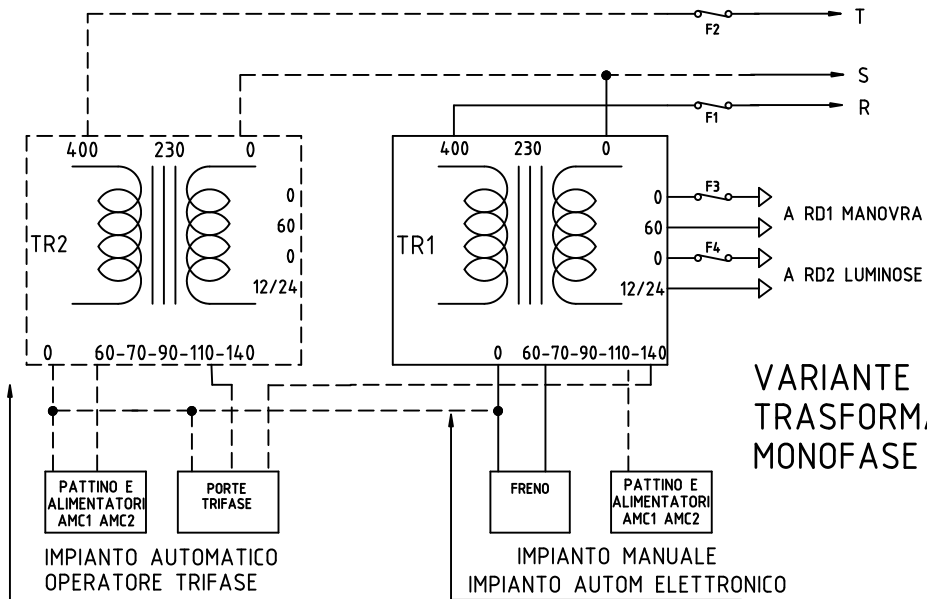 T
F2
S
R
F1
400 230 0
400 230 0
0
60
0
12/24
TR2
0
60
0
12/24
TR1
F3
F4
A RD1 MANOVRA
A RD2 LUMINOSE
0 60-70-90-110-140
0 60-70-90-110-140
VARIANTE
TRASFORMA
MONOFASE
PATTINO E
ALIMENTATORI
AMC1 AMC2
PORTE
TRIFASE
FRENO
PATTINO E
ALIMENTATORI
AMC1 AMC2
IMPIANTO AUTOMATICO
OPERATORE TRIFASE
IMPIANTO MANUALE
IMPIANTO AUTOM ELETTRONICO